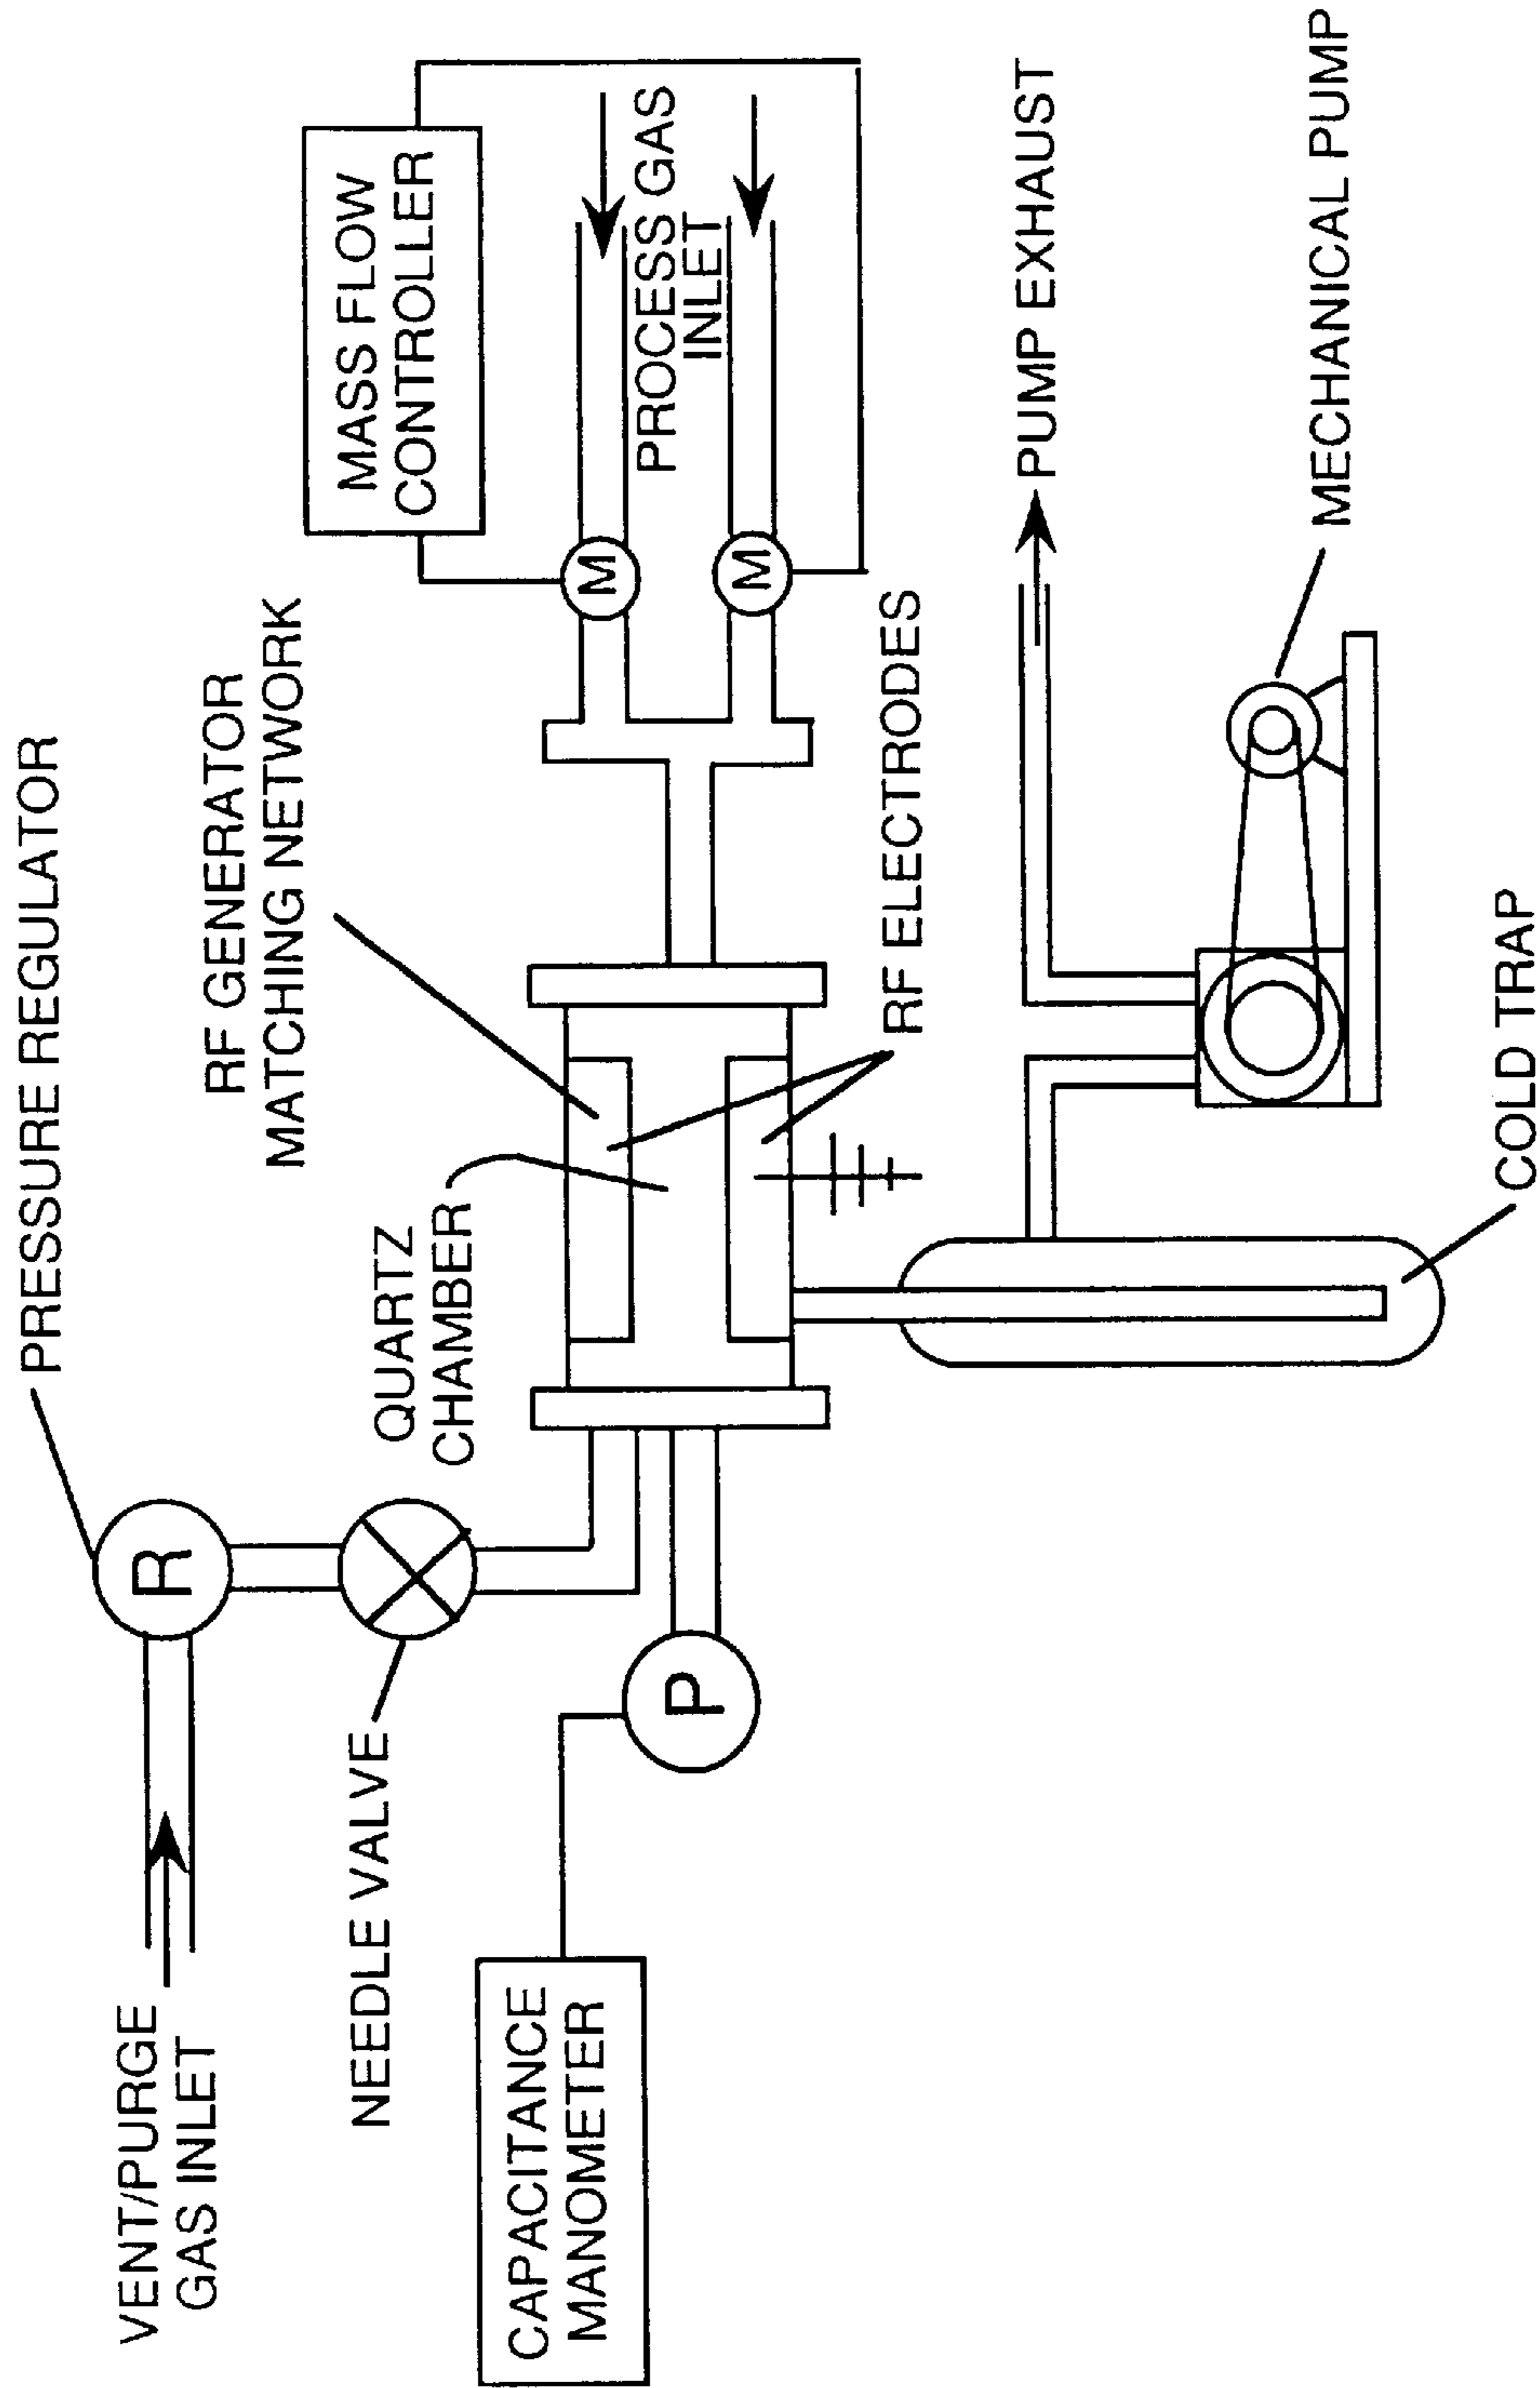 PRESSURE REGULATOR
VENT/PURGE
GAS INLET
R
RF GENERATOR
MATCHING NETWORK
MASS FLOW
CONTROLLER
NEEDLE VALVE
QUARTZ
CHAMBER
CAPACITANCE
MANOMETER
P
M
M
PROCESS GAS
INLET
RF ELECTRODES
PUMP EXHAUST
MECHANICAL PUMP
COLD TRAP